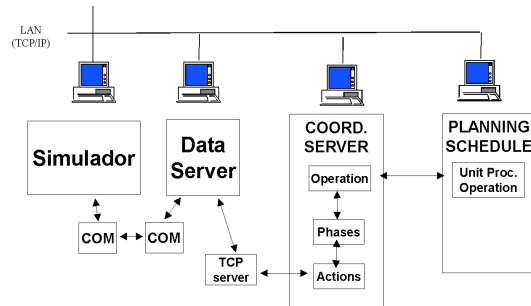 LAN
(TCP/IP)
Simulador
Data
Server
COORD.
SERVER
PLANNING
SCHEDULE
Operation
Unit Proc.
Operation
COM
COM
Phases
TCP
server
Actions